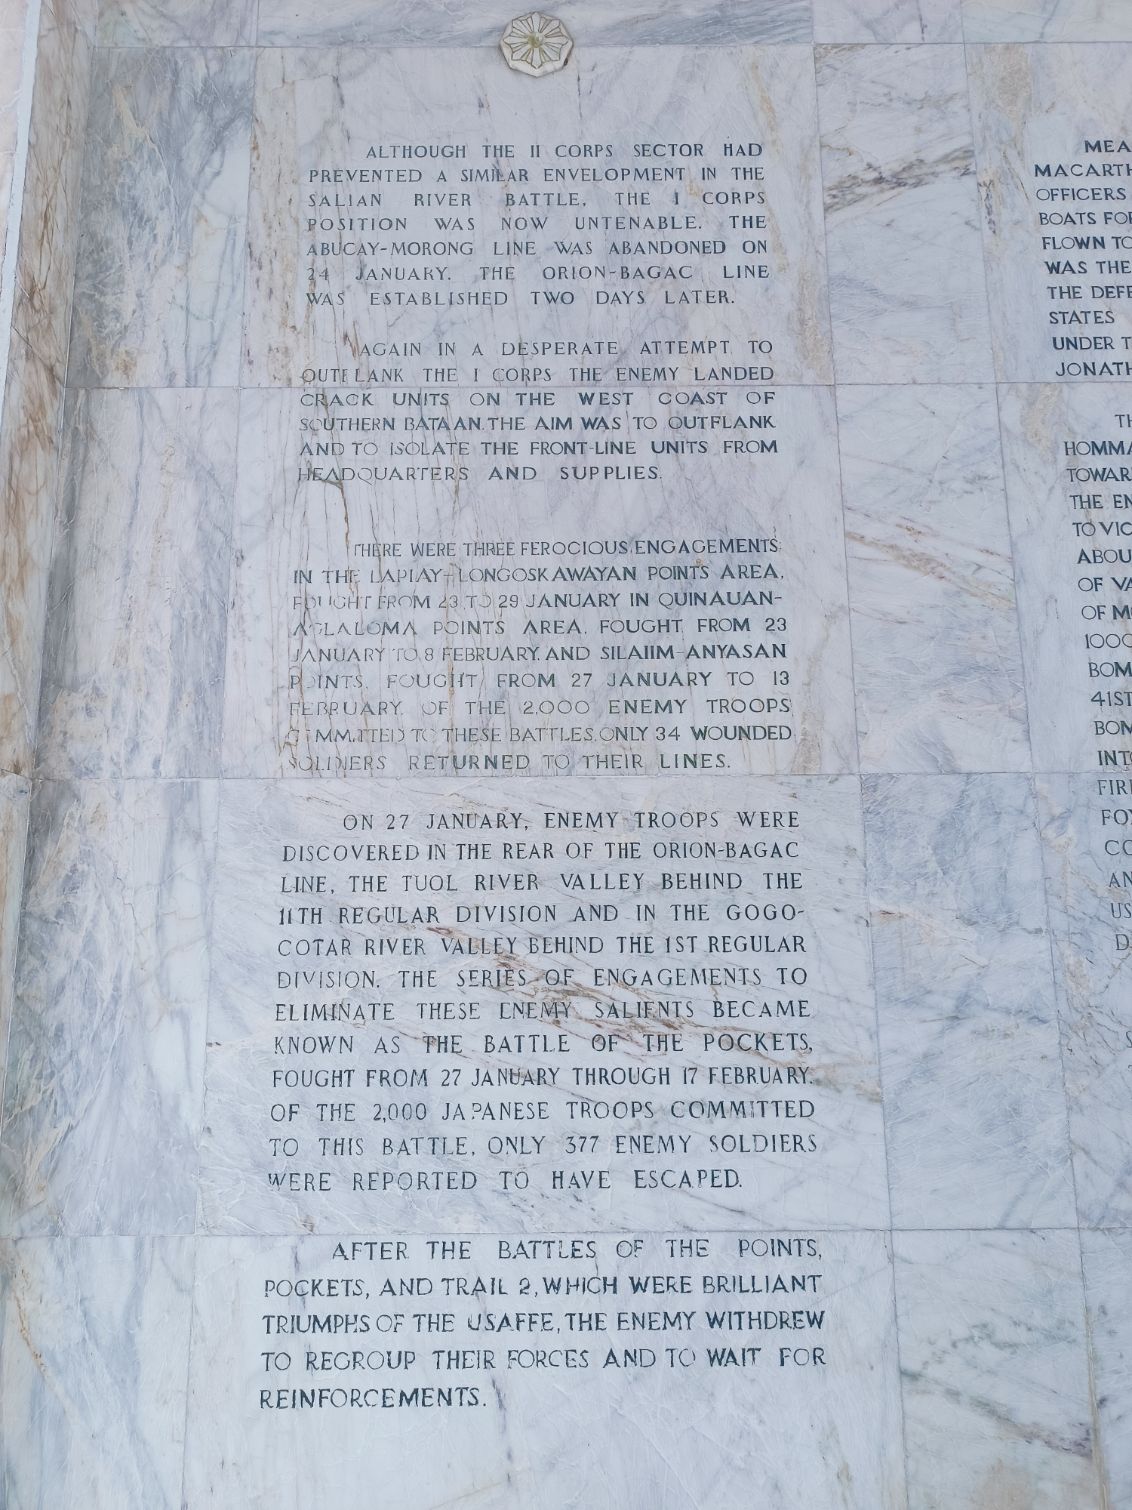 ALTHOUGH THE II CORPS SECTOR HAD
PREVENTED A SIMILAR ENVELOPMENT IN THE
SALIAN RIVER BATTLE, THE I CORPS
POSITION WAS NOW UNTENABLE. THE
ABUCAY-MORONG LINE WAS ABANDONED ON
24 JANUARY. THE ORION-BAGAC LINE
WAS ESTABLISHED TWO DAYS LATER.
AGAIN IN A DESPERATE ATTEMPT TO
OUTFLANK THE I CORPS THE ENEMY LANDED
CRACK UNITS ON THE WEST COAST OF
SOUTHERN BATAAN. THE AIM WAS TO OUTFLANK
AND TO ISOLATE THE FRONT-LINE UNITS FROM
HEADQUARTERS AND SUPPLIES.
THERE WERE THREE FEROCIOUS ENGAGEMENTS:
IN THE LAPIAY-LONGOSKAWAYAN POINTS AREA,
FOUGHT FROM 23 TO 29 JANUARY IN QUINAUAN-
AGLALOMA POINTS AREA, FOUGHT FROM 23
JANUARY TO 8 FEBRUARY. AND SILAIIM-ANYASAN
POINTS, FOUGHT FROM 27 JANUARY TO 13
FEBRUARY. OF THE 2,000 ENEMY TROOPS
COMMITTED TO THESE BATTLES, ONLY 34 WOUNDED
SOLDIERS RETURNED TO THEIR LINES.
ON 27 JANUARY, ENEMY TROOPS WERE
DISCOVERED IN THE REAR OF THE ORION-BAGAC
LINE, THE TUOL RIVER VALLEY BEHIND THE
11TH REGULAR DIVISION AND IN THE GOGO-
COTAR RIVER VALLEY BEHIND THE 1ST REGULAR
DIVISION. THE SERIES OF ENGAGEMENTS TO
ELIMINATE THESE ENEMY SALIENTS BECAME
KNOWN AS THE BATTLE OF THE POCKETS,
FOUGHT FROM 27 JANUARY THROUGH 17 FEBRUARY.
OF THE 2,000 JAPANESE TROOPS COMMITTED
TO THIS BATTLE, ONLY 377 ENEMY SOLDIERS
WERE REPORTED TO HAVE ESCAPED.
AFTER THE BATTLES OF THE POINTS,
POCKETS, AND TRAIL 2, WHICH WERE BRILLIANT
TRIUMPHS OF THE USAFFE, THE ENEMY WITHDREW
TO REGROUP THEIR FORCES AND TO WAIT FOR
REINFORCEMENTS.
OFFICERS
BOATS FOR
FLOWN TO
WAS THE
THE DEFE
STATES
UNDER T